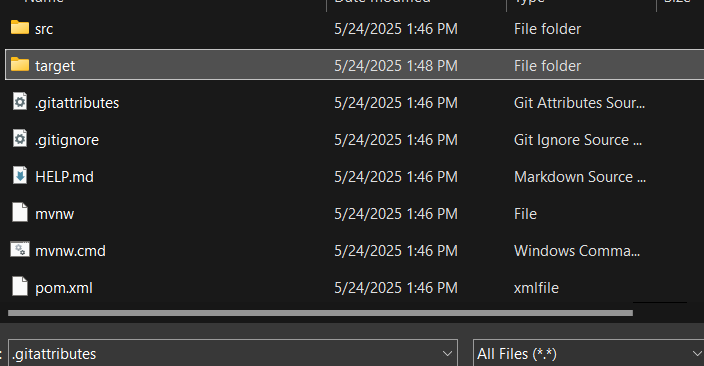 Name Date modified Type Size
src 5/24/2025 1:46 PM File folder
target 5/24/2025 1:48 PM File folder
.gitattributes 5/24/2025 1:46 PM Git Attributes Sour...
.gitignore 5/24/2025 1:46 PM Git Ignore Source ...
HELP.md 5/24/2025 1:46 PM Markdown Source ...
mvnw 5/24/2025 1:46 PM File
mvnw.cmd 5/24/2025 1:46 PM Windows Comma...
pom.xml 5/24/2025 1:46 PM xmlfile
: .gitattributes All Files (*.*)